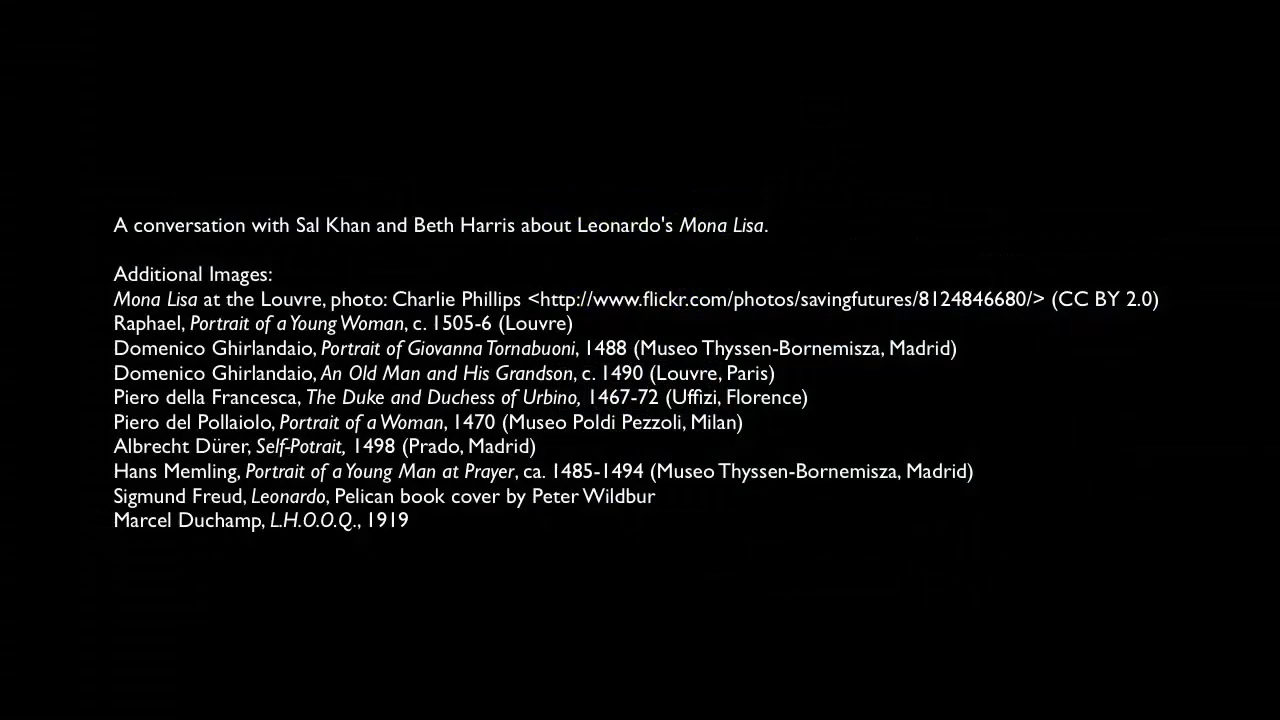 A conversation with Sal Khan and Beth Harris about Leonardo's Mona Lisa.
Additional Images:
Mona Lisa at the Louvre, photo: Charlie Phillips <http://www.flickr.com/photos/savingfutures/8124846680/> (CC BY 2.0)
Raphael, Portrait of a Young Woman, c. 1505-6 (Louvre)
Domenico Ghirlandaio, Portrait of Giovanna Tornabuoni, 1488 (Museo Thyssen-Bornemisza, Madrid)
Domenico Ghirlandaio, An Old Man and His Grandson, c. 1490 (Louvre, Paris)
Piero della Francesca, The Duke and Duchess of Urbino, 1467-72 (Uffizi, Florence)
Piero del Pollaiolo, Portrait of a Woman, 1470 (Museo Poldi Pezzoli, Milan)
Albrecht Dürer, Self-Potrait, 1498 (Prado, Madrid)
Hans Memling, Portrait of a Young Man at Prayer, ca. 1485-1494 (Museo Thyssen-Bornemisza, Madrid)
Sigmund Freud, Leonardo, Pelican book cover by Peter Wildbur
Marcel Duchamp, L.H.O.O.Q., 1919